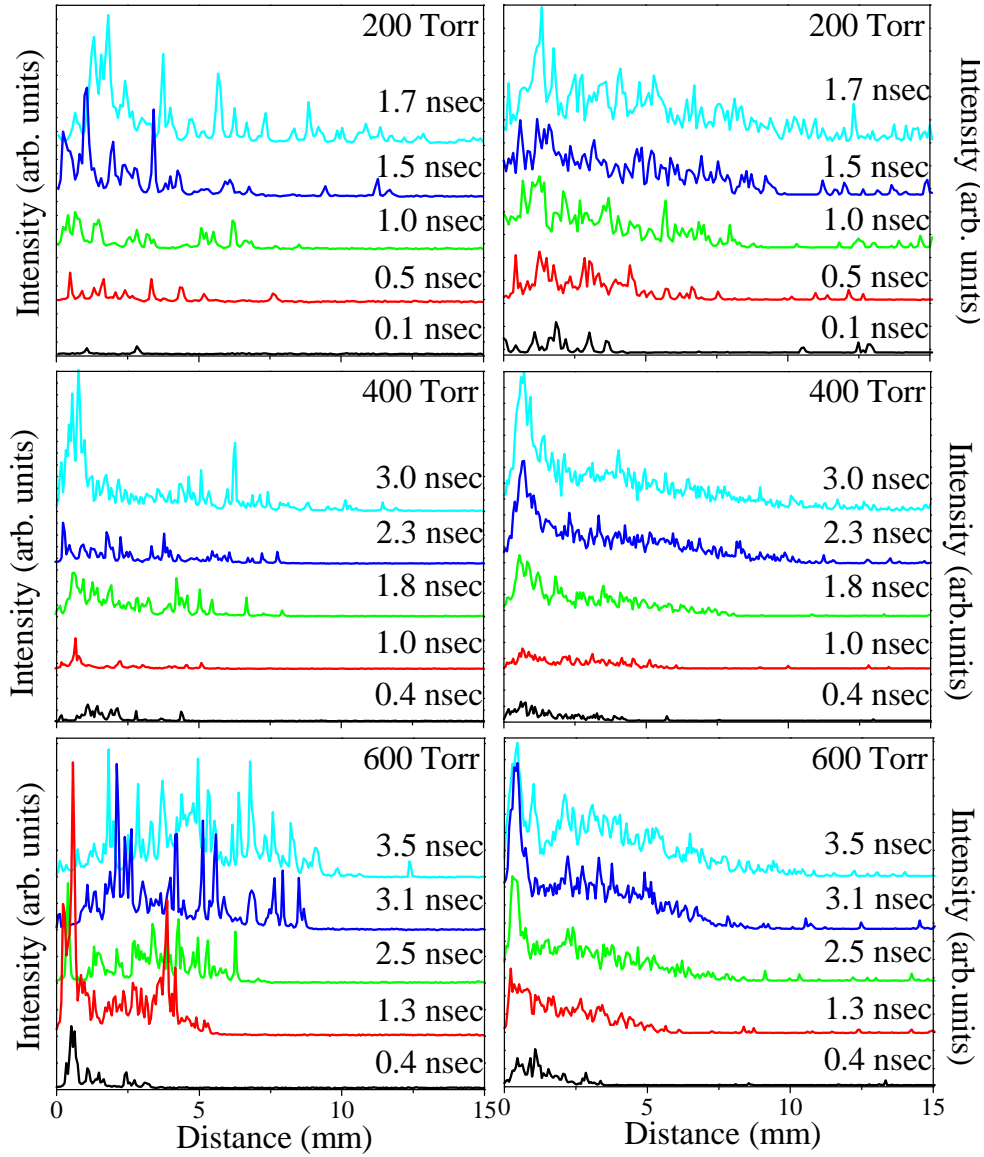 200 Torr
1.7 nsec
1.5 nsec
1.0 nsec
0.5 nsec
0.1 nsec
Intensity (arb. units)
200 Torr
1.7 nsec
1.5 nsec
1.0 nsec
0.5 nsec
0.1 nsec
Intensity (arb. units)
400 Torr
3.0 nsec
2.3 nsec
1.8 nsec
1.0 nsec
0.4 nsec
Intensity (arb. units)
400 Torr
3.0 nsec
2.3 nsec
1.8 nsec
1.0 nsec
0.4 nsec
Intensity (arb.units)
600 Torr
3.5 nsec
3.1 nsec
2.5 nsec
1.3 nsec
0.4 nsec
Intensity (arb. units)
0 5 10 15
Distance (mm)
600 Torr
3.5 nsec
3.1 nsec
2.5 nsec
1.3 nsec
0.4 nsec
Intensity (arb.units)
0 5 10 15
Distance (mm)